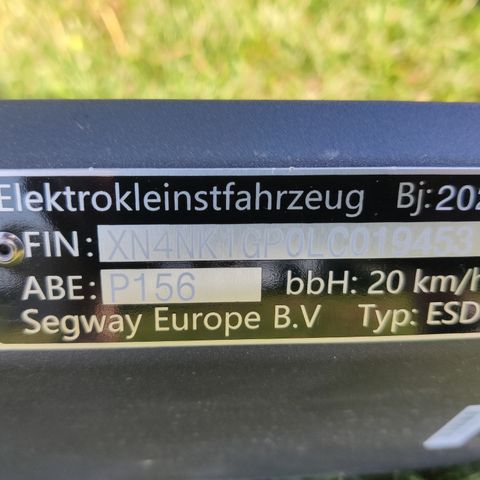 Elektrokleinstfahrzeug Bj: 202
FIN: XN4NK1GP0LC019453
ABE: P156 bbH: 20 km/h
Segway Europe B.V Typ: ESD